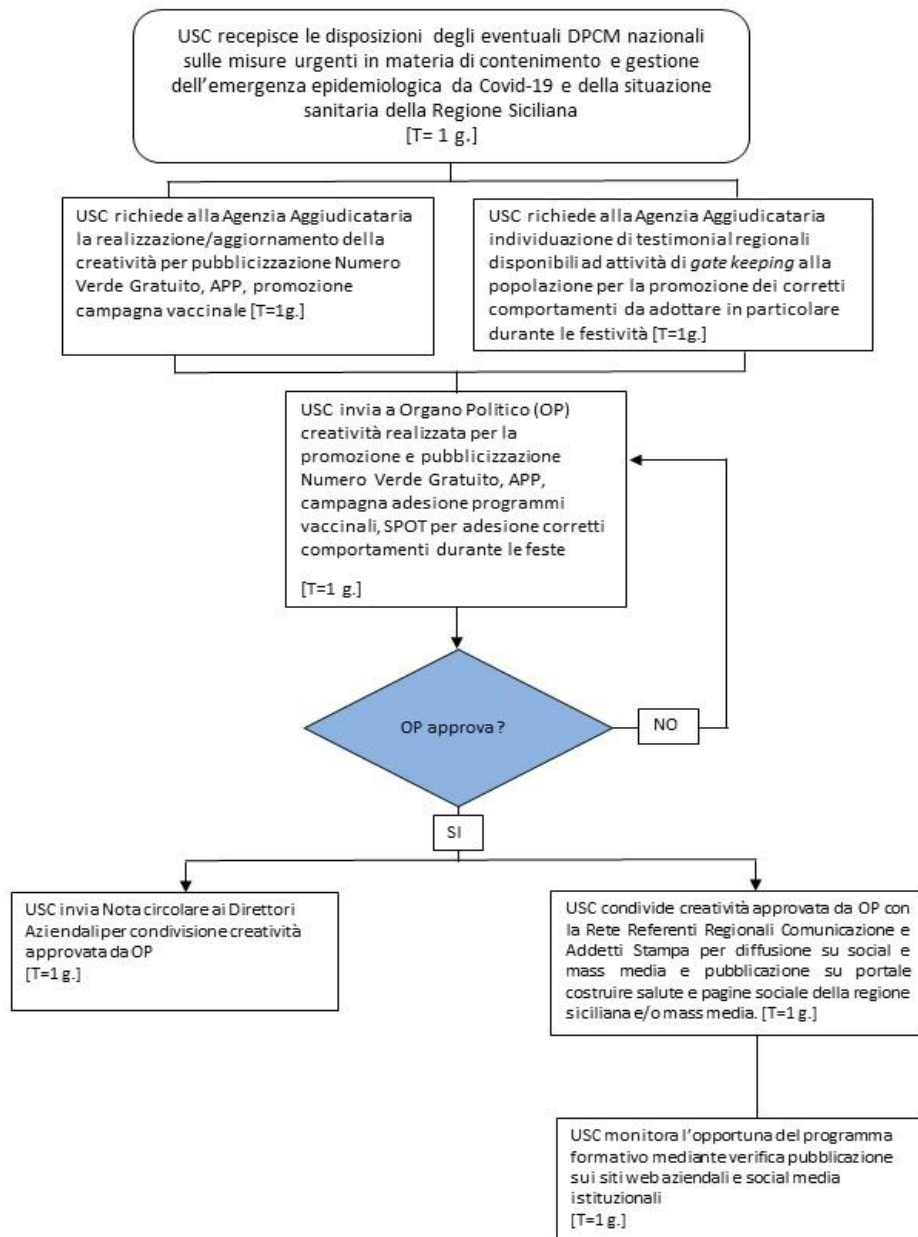 USC recepisce le disposizioni degli eventuali DPCM nazionali
sulle misure urgenti in materia di contenimento e gestione
dell'emergenza epidemiologica da Covid-19 e della situazione
sanitaria della Regione Siciliana
[T= 1 g.]
USC richiede alla Agenzia Aggiudicataria
la realizzazione/aggiornamento della
creatività per pubblicizzazione Numero
Verde Gratuito, APP, promozione
campagna vaccinale [T=1g.]
USC richiede alla Agenzia Aggiudicataria
individuazione di testimonial regionali
disponibili ad attività di gate keeping alla
popolazione per la promozione dei corretti
comportamenti da adottare in particolare
durante le festività [T=1g.]
USC invia a Organo Politico (OP)
creatività realizzata per la
promozione e pubblicizzazione
Numero Verde Gratuito, APP,
campagna adesione programmi
vaccinali, SPOT per adesione corretti
comportamenti durante le feste
[T=1 g.]
OP approva?
NO
SI
USC invia Nota circolare ai Direttori
Aziendali per condivisione creatività
approvata da OP
[T=1 g.]
USC condivide creatività approvata da OP con
la Rete Referenti Regionali Comunicazione e
Addetti Stampa per diffusione su social e
mass media e pubblicazione su portale
costruire salute e pagine sociale della regione
siciliana e/o mass media. [T=1 g.]
USC monitora l'opportuna del programma
formativo mediante verifica pubblicazione
sui siti web aziendali e social media
istituzionali
[T=1 g.]